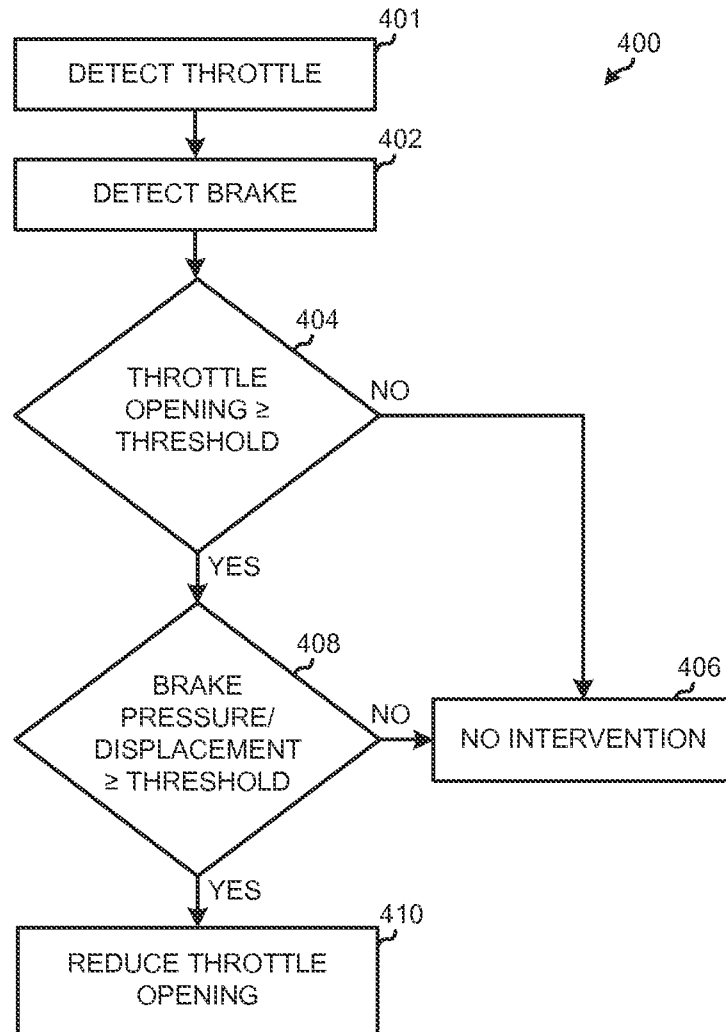 401
DETECT THROTTLE
400
402
DETECT BRAKE
404
THROTTLE
OPENING ≥
THRESHOLD
NO
YES
408
BRAKE
PRESSURE/
DISPLACEMENT
≥ THRESHOLD
NO
406
NO INTERVENTION
YES
410
REDUCE THROTTLE
OPENING